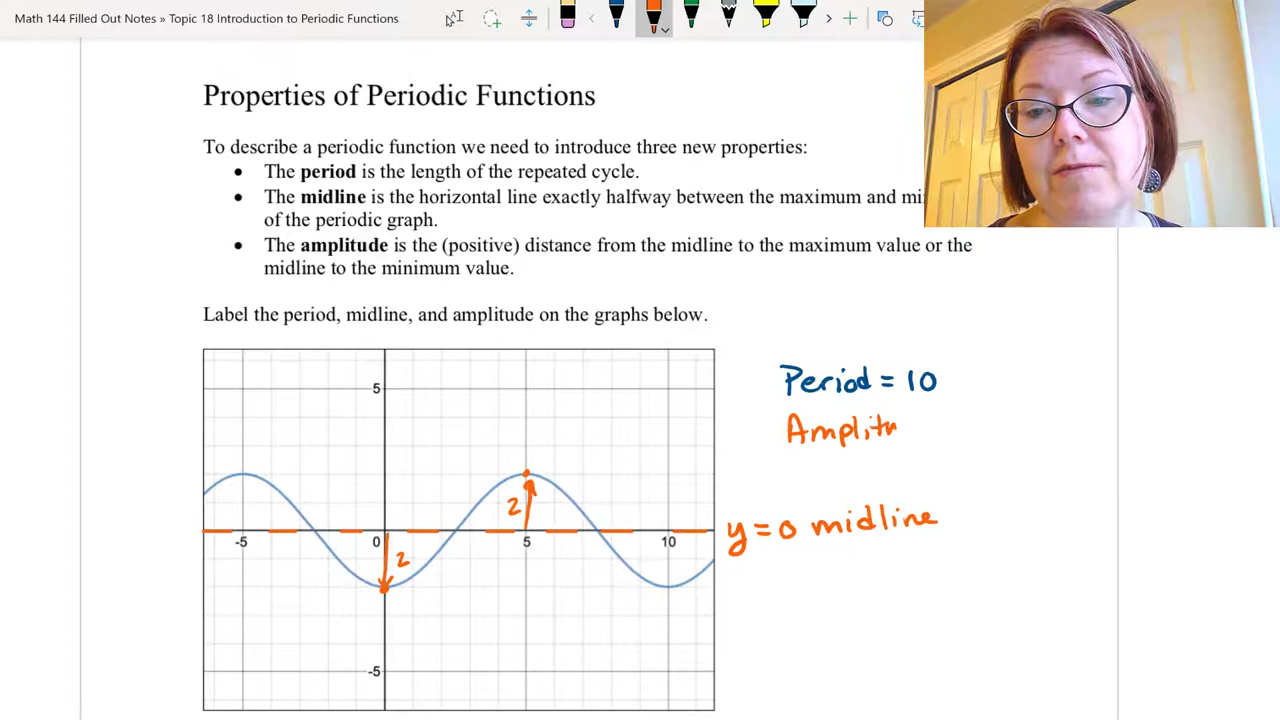 Math 144 Filled Out Notes » Topic 18 Introduction to Periodic Functions
Properties of Periodic Functions
To describe a periodic function we need to introduce three new properties:
• The period is the length of the repeated cycle.
• The midline is the horizontal line exactly halfway between the maximum and
of the periodic graph.
• The amplitude is the (positive) distance from the midline to the maximum value or the
midline to the minimum value.
Label the period, midline, and amplitude on the graphs below.
5
Period = 10
Amplitu
2
y = 0 midline
-5 0 5 10
2
-5